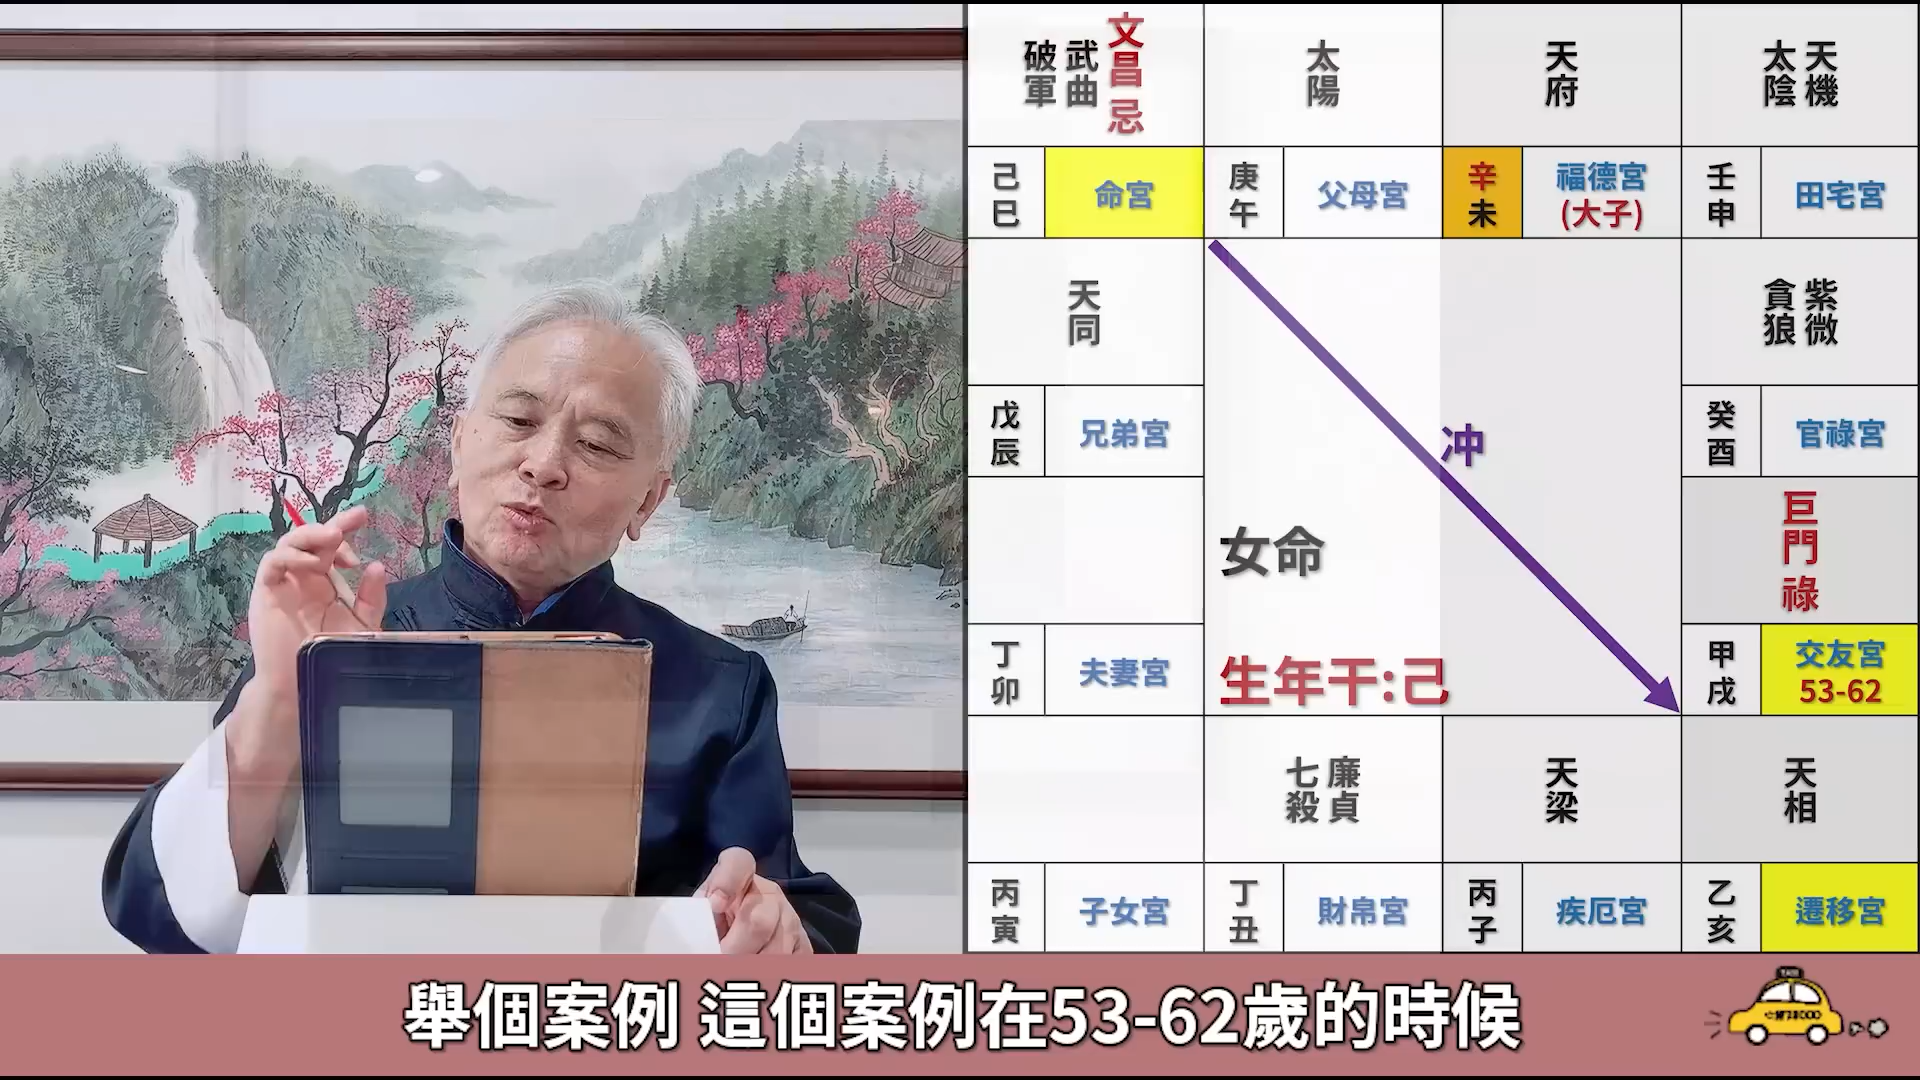 破軍 武曲 文昌 忌
太陽
天府
太陰 天機
己巳 命宮
庚午 父母宮
辛未 福德宮
(大子)
壬申 田宅宮
天同
貪狼 紫微
戊辰 兄弟宮
冲
癸酉 官祿宮
女命
巨門 祿
丁卯 夫妻宮
生年干:己
甲戌 交友宮
53-62
七殺 廉貞
天梁
天相
丙寅 子女宮
丁丑 財帛宮
丙子 疾厄宮
乙亥 遷移宮
舉個案例 這個案例在53-62歲的時候